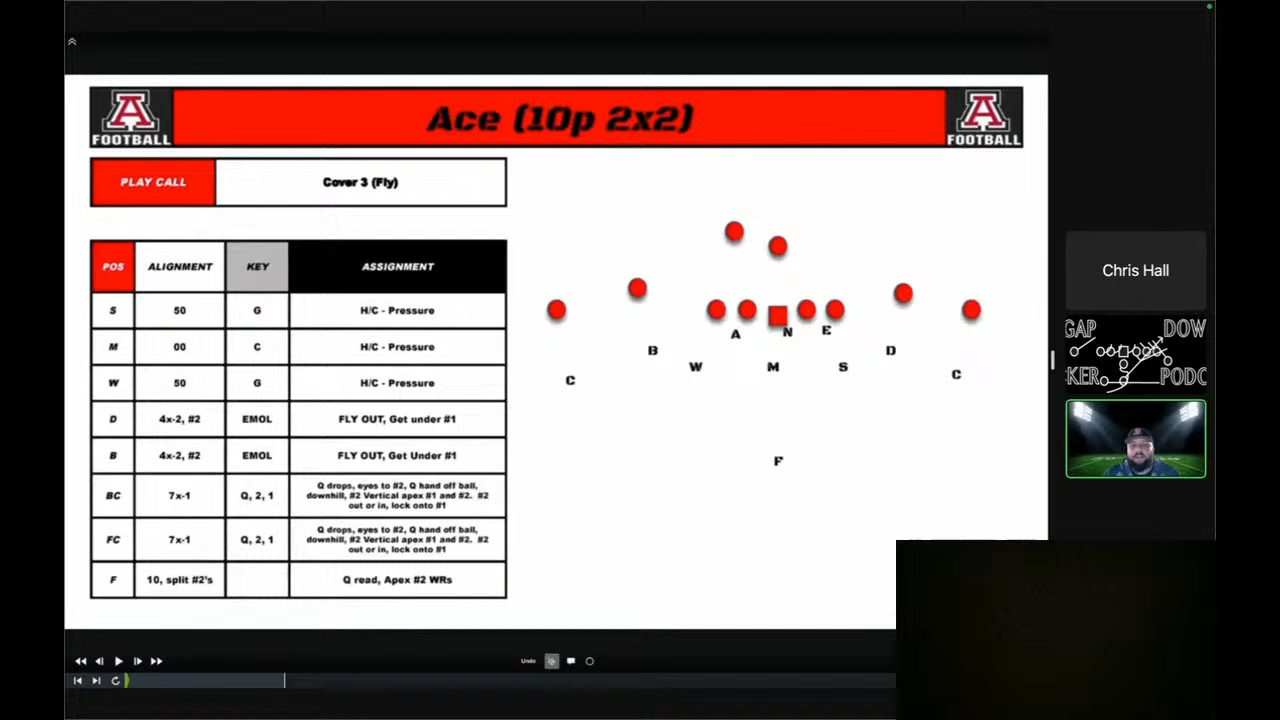 A
FOOTBALL
Ace (10p 2x2)
A
FOOTBALL
PLAY CALL
Cover 3 (Fly)
POS ALIGNMENT KEY ASSIGNMENT
S 50 G H/C - Pressure
M 00 C H/C - Pressure
W 50 G H/C - Pressure
D 4x-2, #2 EMOL FLY OUT, Get under #1
B 4x-2, #2 EMOL FLY OUT, Get Under #1
BC 7x-1 Q, 2, 1 Q drops, eyes to #2, Q hand off ball,
downhill, #2 Vertical apex #1 and #2. #2
out or in, lock onto #1
FC 7x-1 Q, 2, 1 Q drops, eyes to #2, Q hand off ball,
downhill, #2 Vertical apex #1 and #2. #2
out or in, lock onto #1
F 10, split #2's Q read, Apex #2 WRs
A N E
B D
W M S
C C
F
Chris Hall
GAP DOW
KER PODC
Undo